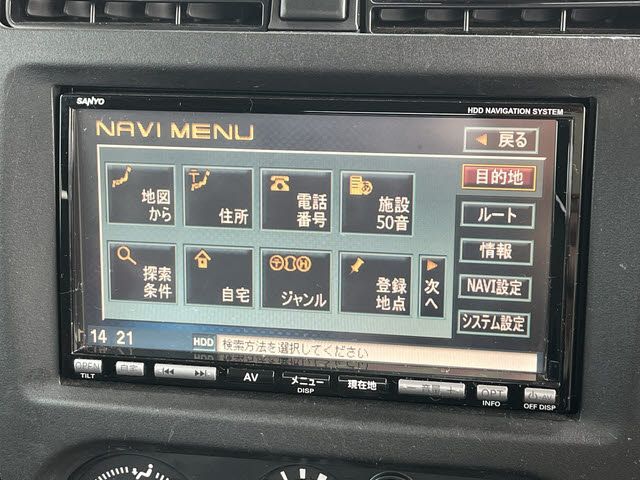 SANYO
HDD NAVIGATION SYSTEM
NAVI MENU
戻る
目的地
地図
から
住所
電話
番号
施設
50音
ルート
情報
探索
条件
自宅
ジャンル
登録
地点
次
へ
NAVI設定
システム設定
14 21
HDD
検索方法を選択してください
OPEN
TILT
自宅
AV
メニュー
DISP
現在地
OPT
INFO
OFF DISP